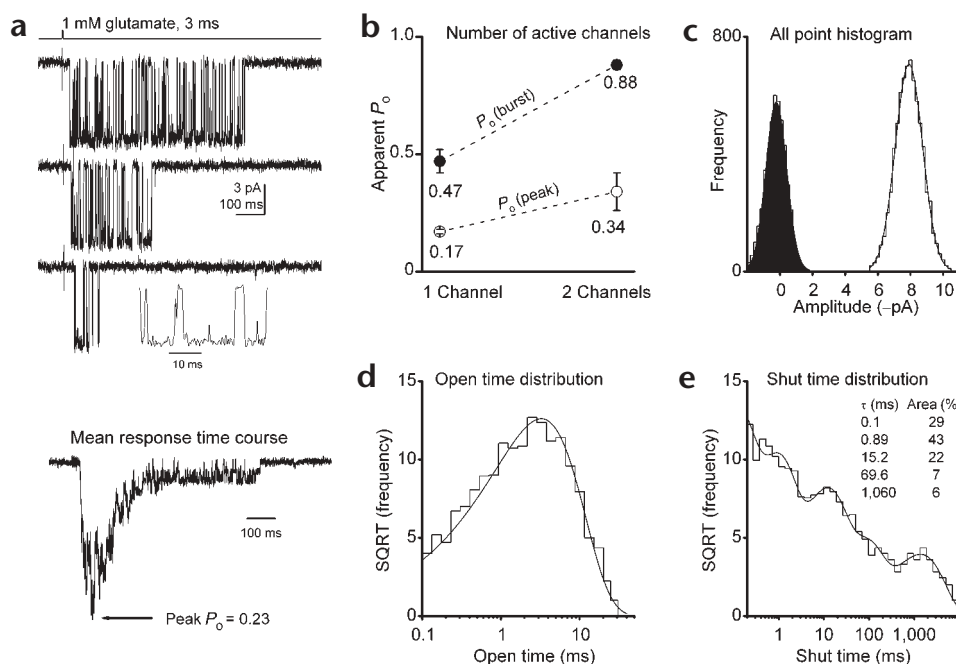 a
1 mM glutamate, 3 ms
3 pA
100 ms
10 ms
Mean response time course
100 ms
Peak Po = 0.23
b
Number of active channels
1.0
0.5
0
Apparent Po
Po (burst)
0.88
0.47
Po (peak)
0.34
0.17
1 Channel
2 Channels
c
All point histogram
800
0
Frequency
0 2 4 6 8 10
Amplitude (–pA)
d
Open time distribution
15
10
5
0
SQRT (frequency)
0.1 1 10 100
Open time (ms)
e
Shut time distribution
15
10
5
0
SQRT (frequency)
τ (ms) Area (%
0.1 29
0.89 43
15.2 22
69.6 7
1,060 6
1 10 100 1,000
Shut time (ms)